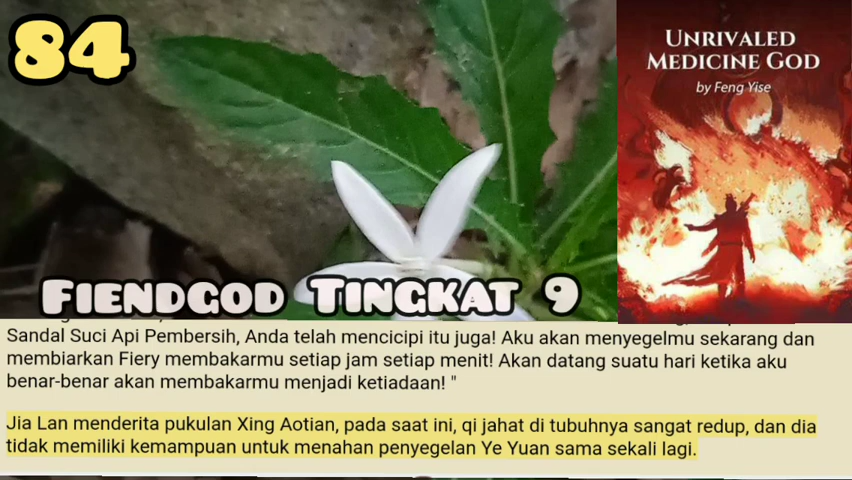 84
UNRIVALED
MEDICINE GOD
by Feng Yise
FIENDGOD TINGKAT 9
Sandal Suci Api Pembersih, Anda telah mencicipi itu juga! Aku akan menyegelmu sekarang dan
membiarkan Fiery membakarmu setiap jam setiap menit! Akan datang suatu hari ketika aku
benar-benar akan membakarmu menjadi ketiadaan! "
Jia Lan menderita pukulan Xing Aotian, pada saat ini, qi jahat di tubuhnya sangat redup, dan dia
tidak memiliki kemampuan untuk menahan penyegelan Ye Yuan sama sekali lagi.